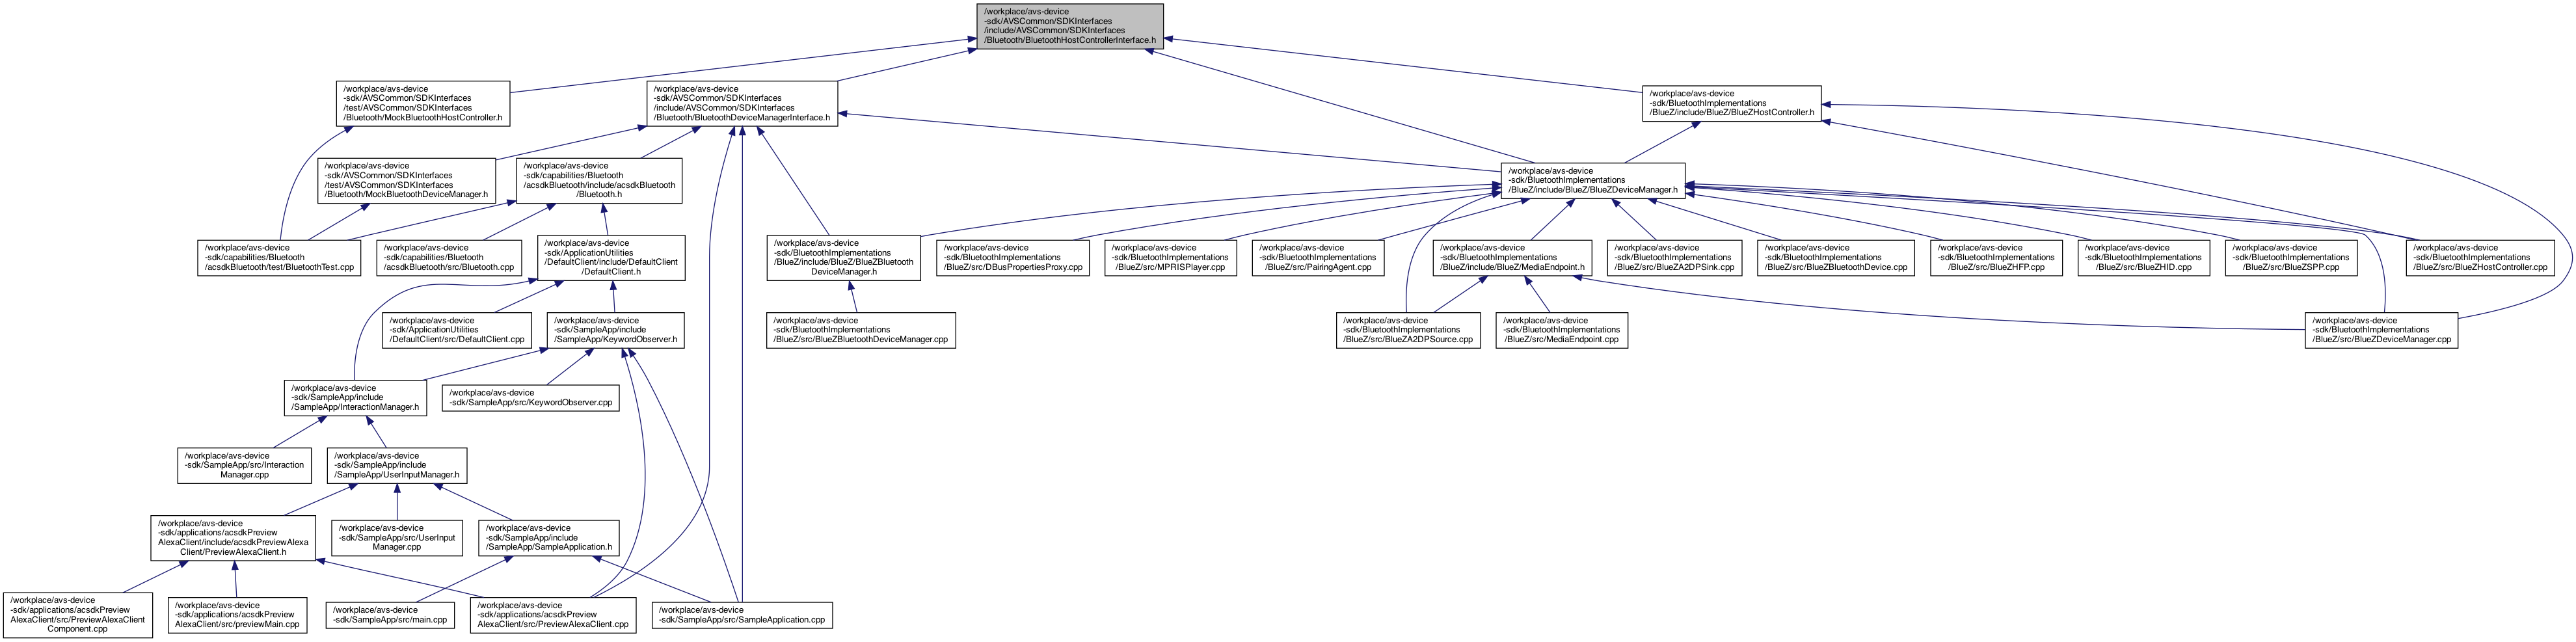 /workplace/avs-device
-sdk/AVSCommon/SDKInterfaces
/include/AVSCommon/SDKInterfaces
/Bluetooth/BluetoothHostControllerInterface.h
/workplace/avs-device
-sdk/AVSCommon/SDKInterfaces
/test/AVSCommon/SDKInterfaces
/Bluetooth/MockBluetoothHostController.h
/workplace/avs-device
-sdk/AVSCommon/SDKInterfaces
/include/AVSCommon/SDKInterfaces
/Bluetooth/BluetoothDeviceManagerInterface.h
/workplace/avs-device
-sdk/BluetoothImplementations
/BlueZ/include/BlueZ/BlueZHostController.h
/workplace/avs-device
-sdk/AVSCommon/SDKInterfaces
/test/AVSCommon/SDKInterfaces
/Bluetooth/MockBluetoothDeviceManager.h
/workplace/avs-device
-sdk/capabilities/Bluetooth
/acsdkBluetooth/include/acsdkBluetooth
/Bluetooth.h
/workplace/avs-device
-sdk/BluetoothImplementations
/BlueZ/include/BlueZ/BlueZDeviceManager.h
/workplace/avs-device
-sdk/capabilities/Bluetooth
/acsdkBluetooth/test/BluetoothTest.cpp
/workplace/avs-device
-sdk/capabilities/Bluetooth
/acsdkBluetooth/src/Bluetooth.cpp
/workplace/avs-device
-sdk/ApplicationUtilities
/DefaultClient/include/DefaultClient
/DefaultClient.h
/workplace/avs-device
-sdk/BluetoothImplementations
/BlueZ/include/BlueZ/BlueZBluetooth
DeviceManager.h
/workplace/avs-device
-sdk/BluetoothImplementations
/BlueZ/src/DBusPropertiesProxy.cpp
/workplace/avs-device
-sdk/BluetoothImplementations
/BlueZ/src/MPRISPlayer.cpp
/workplace/avs-device
-sdk/BluetoothImplementations
/BlueZ/src/PairingAgent.cpp
/workplace/avs-device
-sdk/BluetoothImplementations
/BlueZ/include/BlueZ/MediaEndpoint.h
/workplace/avs-device
-sdk/BluetoothImplementations
/BlueZ/src/BlueZA2DPSink.cpp
/workplace/avs-device
-sdk/BluetoothImplementations
/BlueZ/src/BlueZBluetoothDevice.cpp
/workplace/avs-device
-sdk/BluetoothImplementations
/BlueZ/src/BlueZHFP.cpp
/workplace/avs-device
-sdk/BluetoothImplementations
/BlueZ/src/BlueZHID.cpp
/workplace/avs-device
-sdk/BluetoothImplementations
/BlueZ/src/BlueZSPP.cpp
/workplace/avs-device
-sdk/BluetoothImplementations
/BlueZ/src/BlueZHostController.cpp
/workplace/avs-device
-sdk/ApplicationUtilities
/DefaultClient/src/DefaultClient.cpp
/workplace/avs-device
-sdk/SampleApp/include
/SampleApp/KeywordObserver.h
/workplace/avs-device
-sdk/BluetoothImplementations
/BlueZ/src/BlueZBluetoothDeviceManager.cpp
/workplace/avs-device
-sdk/BluetoothImplementations
/BlueZ/src/BlueZA2DPSource.cpp
/workplace/avs-device
-sdk/BluetoothImplementations
/BlueZ/src/MediaEndpoint.cpp
/workplace/avs-device
-sdk/BluetoothImplementations
/BlueZ/src/BlueZDeviceManager.cpp
/workplace/avs-device
-sdk/SampleApp/include
/SampleApp/InteractionManager.h
/workplace/avs-device
-sdk/SampleApp/src/KeywordObserver.cpp
/workplace/avs-device
-sdk/SampleApp/src/Interaction
Manager.cpp
/workplace/avs-device
-sdk/SampleApp/include
/SampleApp/UserInputManager.h
/workplace/avs-device
-sdk/applications/acsdkPreview
AlexaClient/include/acsdkPreviewAlexa
Client/PreviewAlexaClient.h
/workplace/avs-device
-sdk/SampleApp/src/UserInput
Manager.cpp
/workplace/avs-device
-sdk/SampleApp/include
/SampleApp/SampleApplication.h
/workplace/avs-device
-sdk/applications/acsdkPreview
AlexaClient/src/PreviewAlexaClient
Component.cpp
/workplace/avs-device
-sdk/applications/acsdkPreview
AlexaClient/src/previewMain.cpp
/workplace/avs-device
-sdk/SampleApp/src/main.cpp
/workplace/avs-device
-sdk/applications/acsdkPreview
AlexaClient/src/PreviewAlexaClient.cpp
/workplace/avs-device
-sdk/SampleApp/src/SampleApplication.cpp